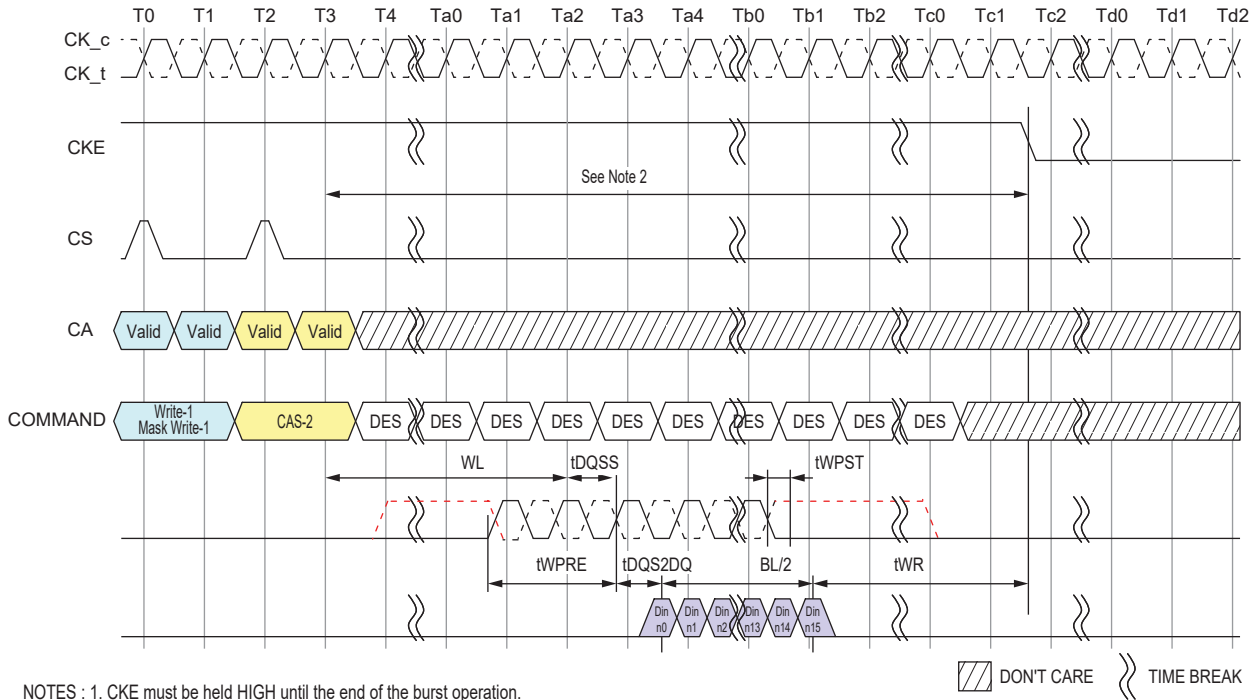 T0 T1 T2 T3 T4 Ta0 Ta1 Ta2 Ta3 Ta4 Tb0 Tb1 Tb2 Tc0 Tc1 Tc2 Td0 Td1 Td2
CK_c
CK_t
CKE
See Note 2
CS
CA Valid Valid Valid Valid
COMMAND Write-1 Mask Write-1 CAS-2 DES DES DES DES DES DES DES DES DES DES
WL tDQSS tWPST
tWPRE tDQS2DQ BL/2 tWR
Din n0 Din n1 Din n2 Din n13 Din n14 Din n15
DON'T CARE TIME BREAK
NOTES : 1. CKE must be held HIGH until the end of the burst operation.